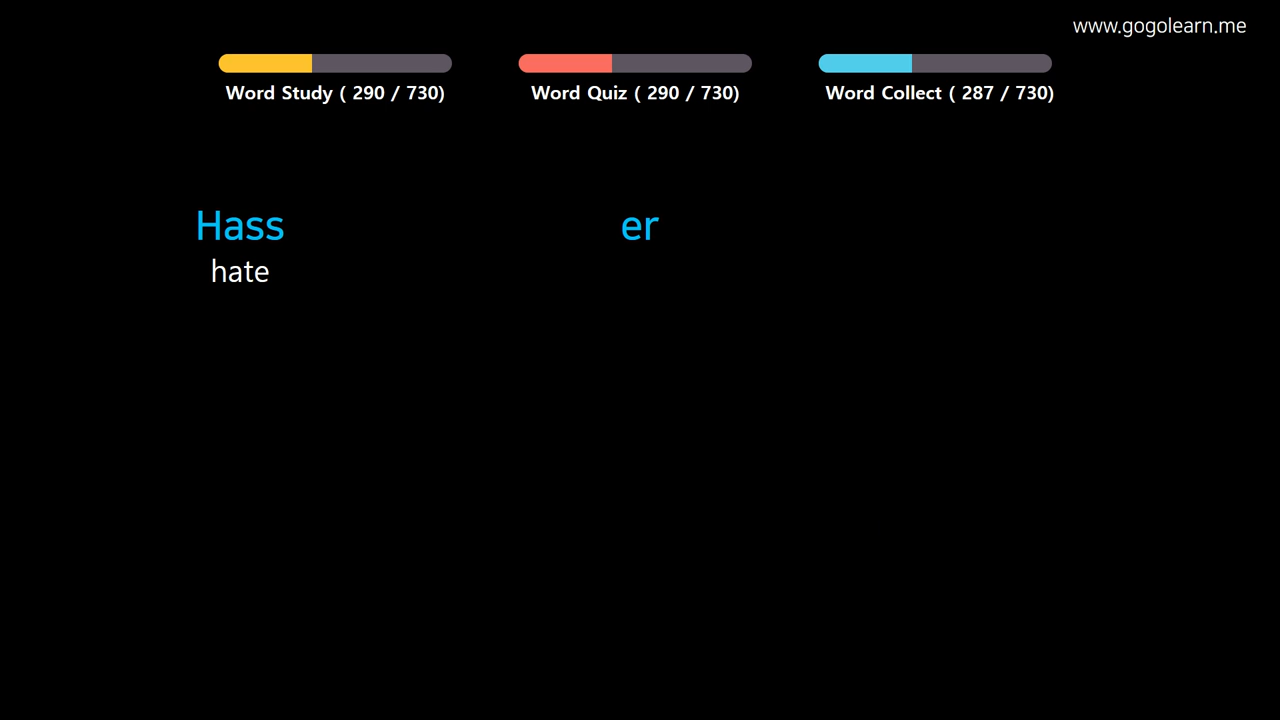 www.gogolearn.me
Word Study ( 290 / 730)
Word Quiz ( 290 / 730)
Word Collect ( 287 / 730)
Hass
er
hate